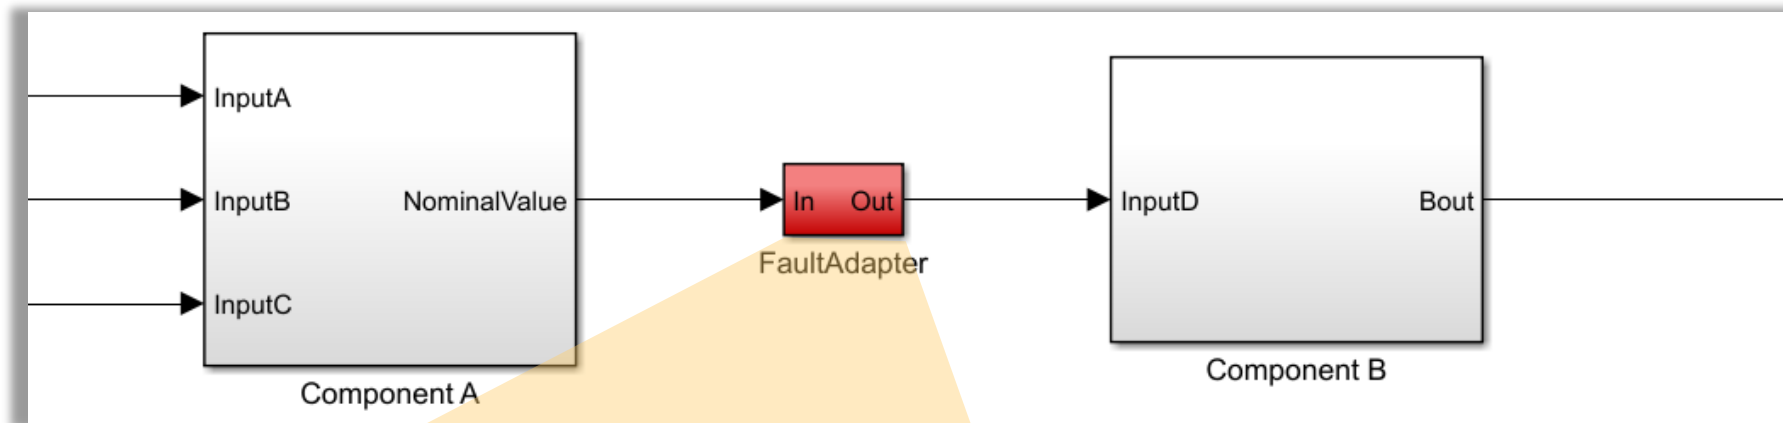 InputA
InputB
InputC
NominalValue
Component A
In Out
FaultAdapter
InputD
Bout
Component B